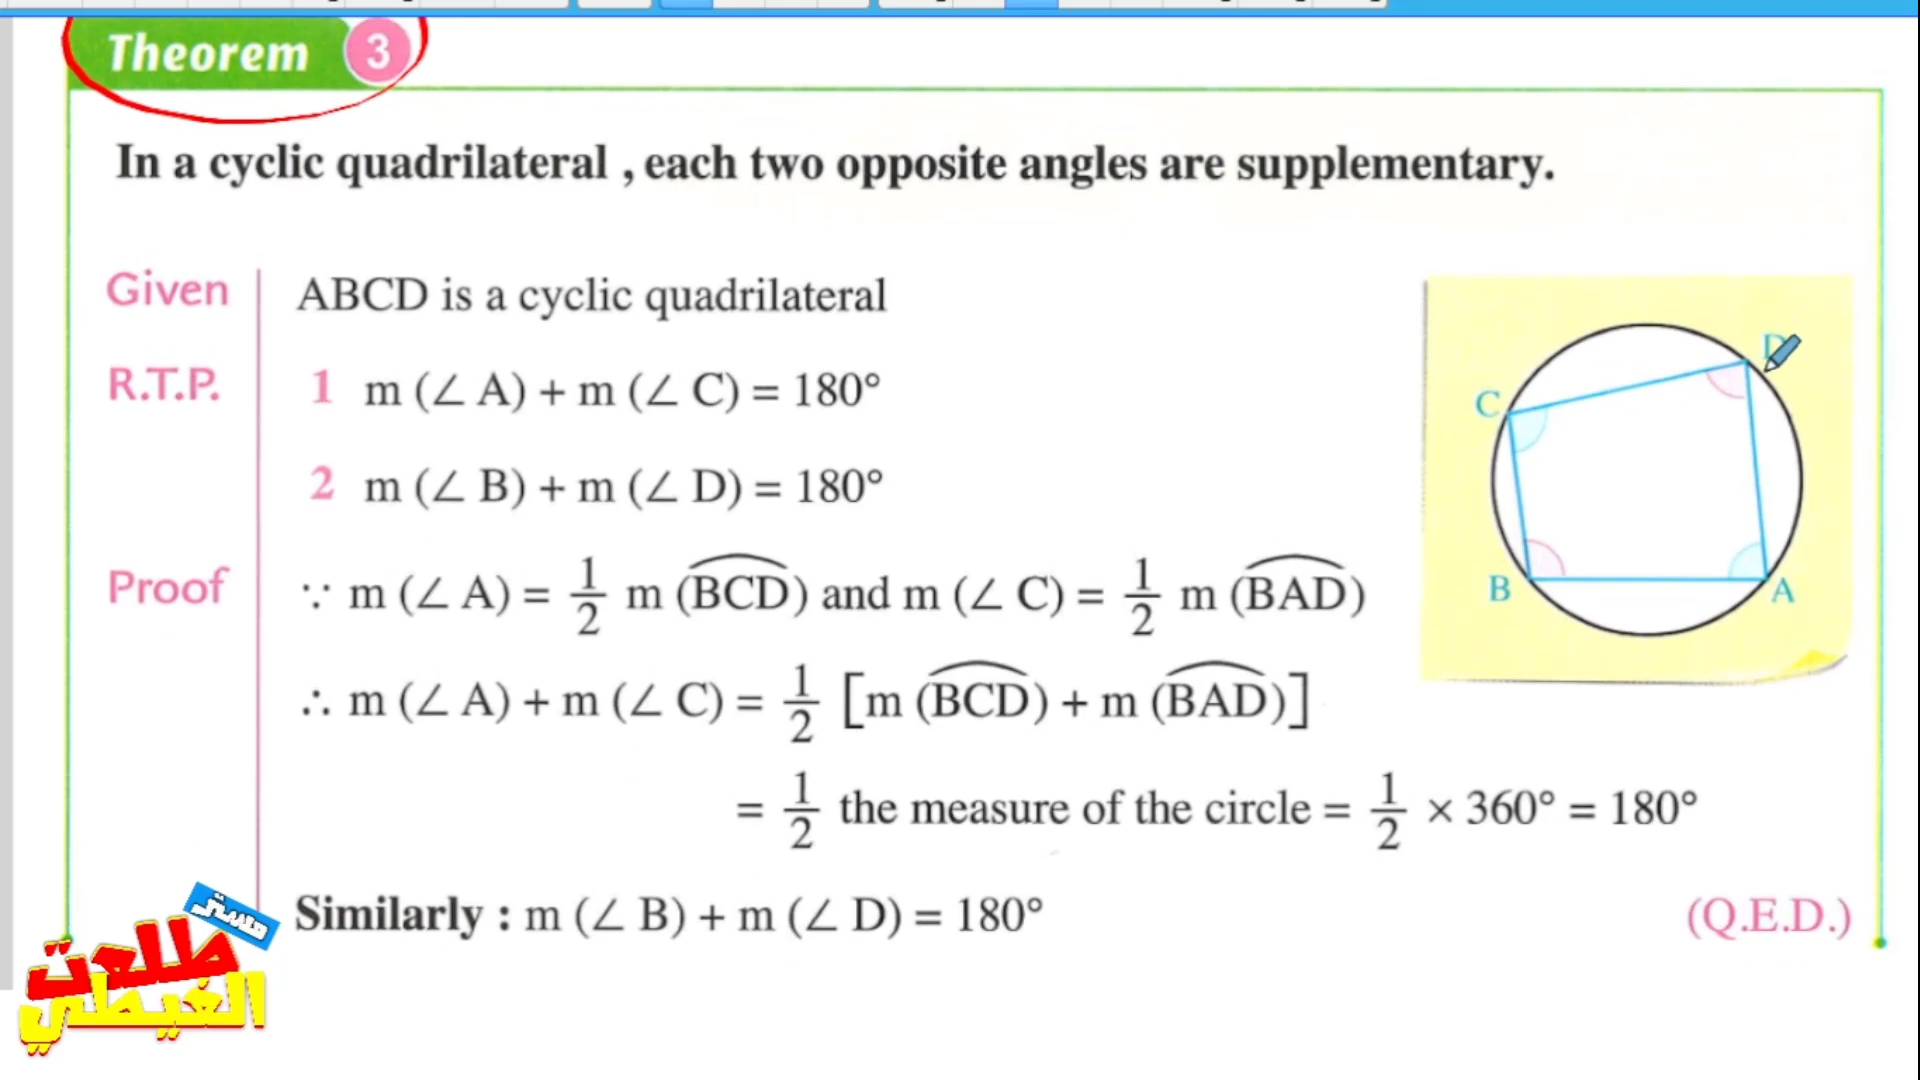 Theorem 3
In a cyclic quadrilateral , each two opposite angles are supplementary.
Given ABCD is a cyclic quadrilateral
R.T.P. 1 m (∠ A) + m (∠ C) = 180°
2 m (∠ B) + m (∠ D) = 180°
Proof ∵ m (∠ A) = 1/2 m (BCD) and m (∠ C) = 1/2 m (BAD)
∴ m (∠ A) + m (∠ C) = 1/2 [m (BCD) + m (BAD)]
= 1/2 the measure of the circle = 1/2 × 360° = 180°
Similarly : m (∠ B) + m (∠ D) = 180°
(Q.E.D.)
D
C
B
A
مستر
طلعت
الغيطي